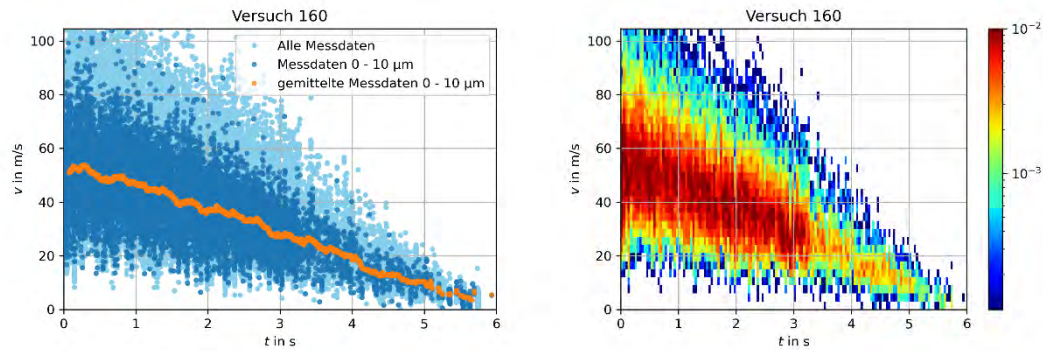 Versuch 160
100
80
60
40
20
0
v in m/s
Alle Messdaten
Messdaten 0 - 10 µm
gemittelte Messdaten 0 - 10 µm
0 1 2 3 4 5 6
t in s
Versuch 160
100
80
60
40
20
0
v in m/s
0 1 2 3 4 5 6
t in s
10⁻²
10⁻³